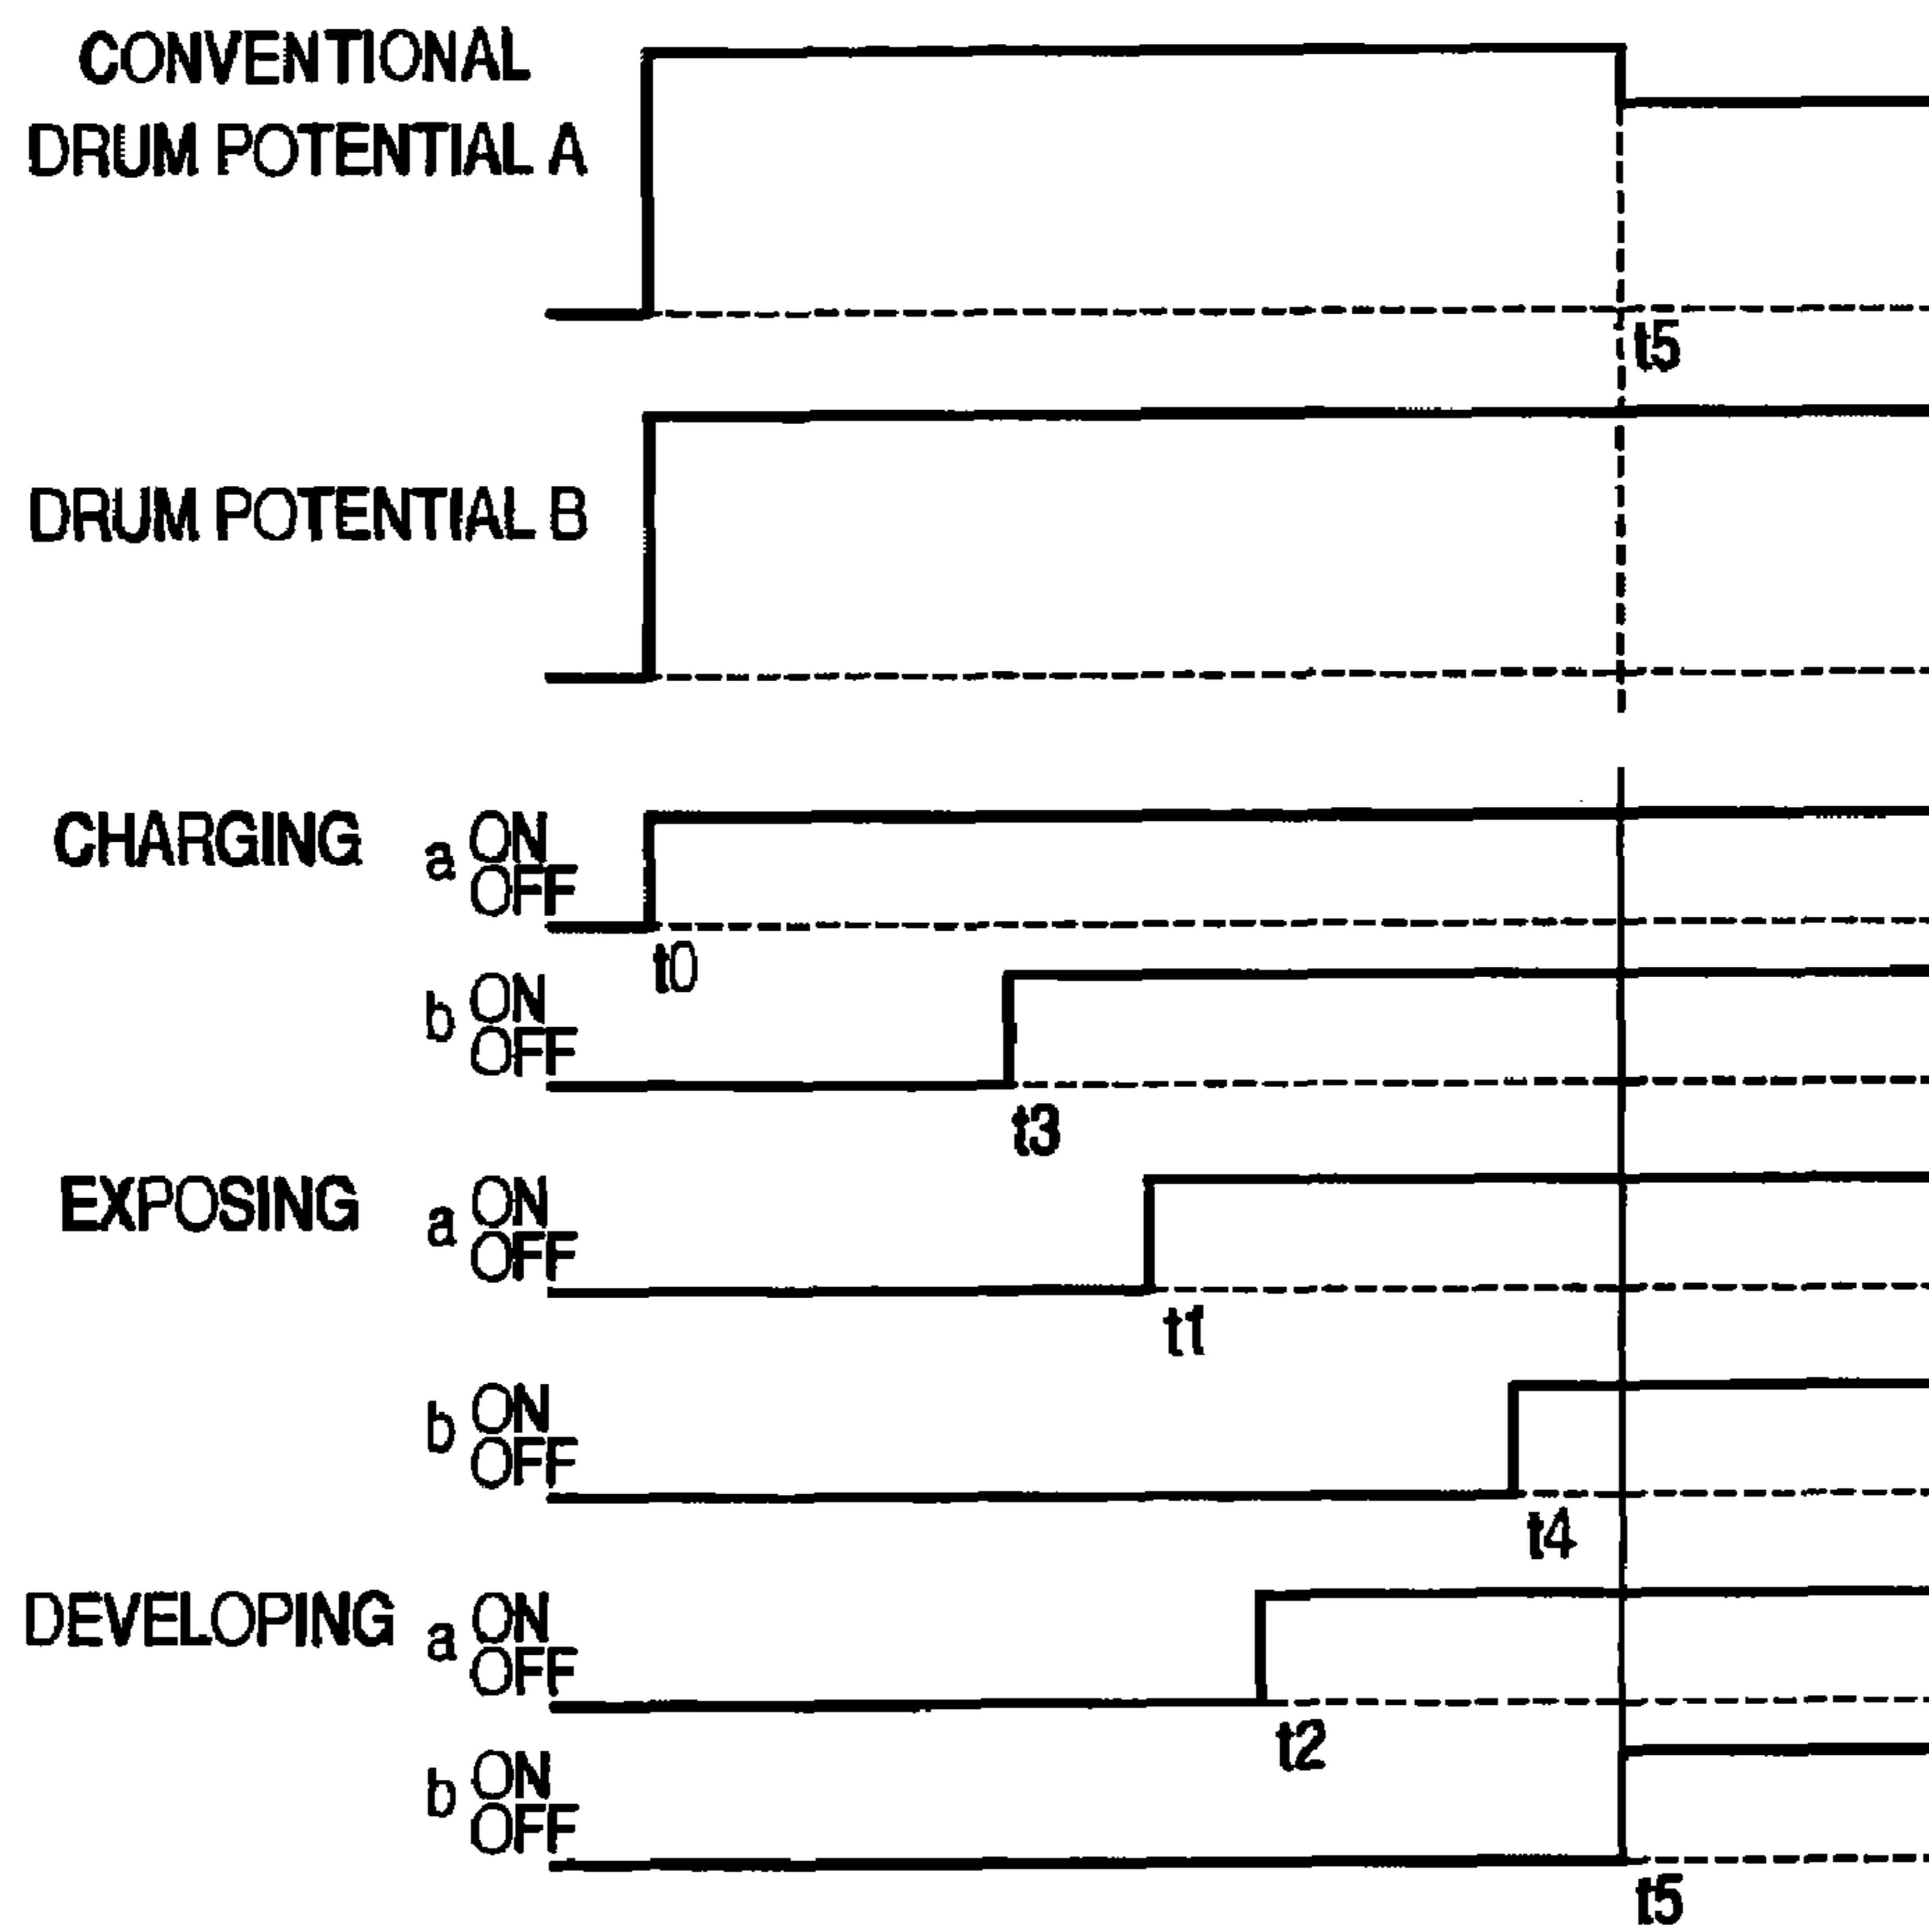 CONVENTIONAL
DRUM POTENTIAL A
t5
DRUM POTENTIAL B
CHARGING a ON
OFF
t0
b ON
OFF
t3
EXPOSING a ON
OFF
t1
b ON
OFF
t4
DEVELOPING a ON
OFF
t2
b ON
OFF
t5